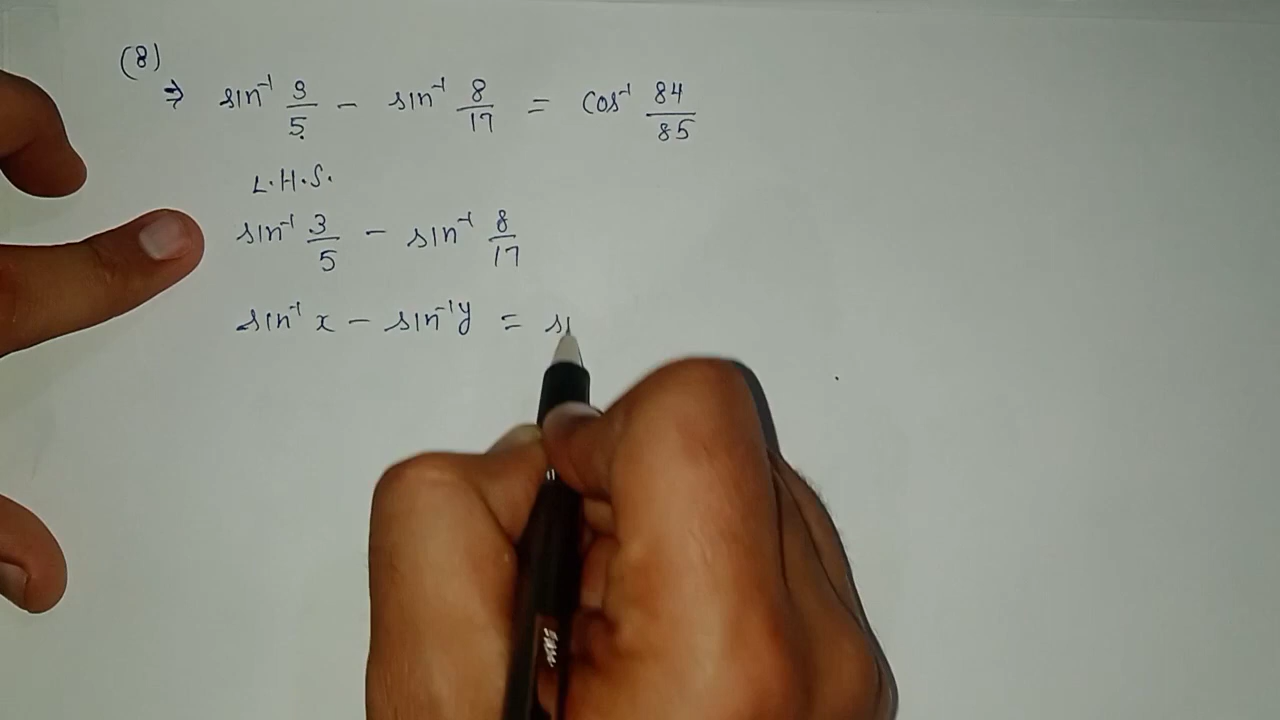 (8)
⇒ sin⁻¹ 3/5 − sin⁻¹ 8/17 = cos⁻¹ 84/85
L.H.S.
sin⁻¹ 3/5 − sin⁻¹ 8/17
sin⁻¹ x − sin⁻¹ y = si